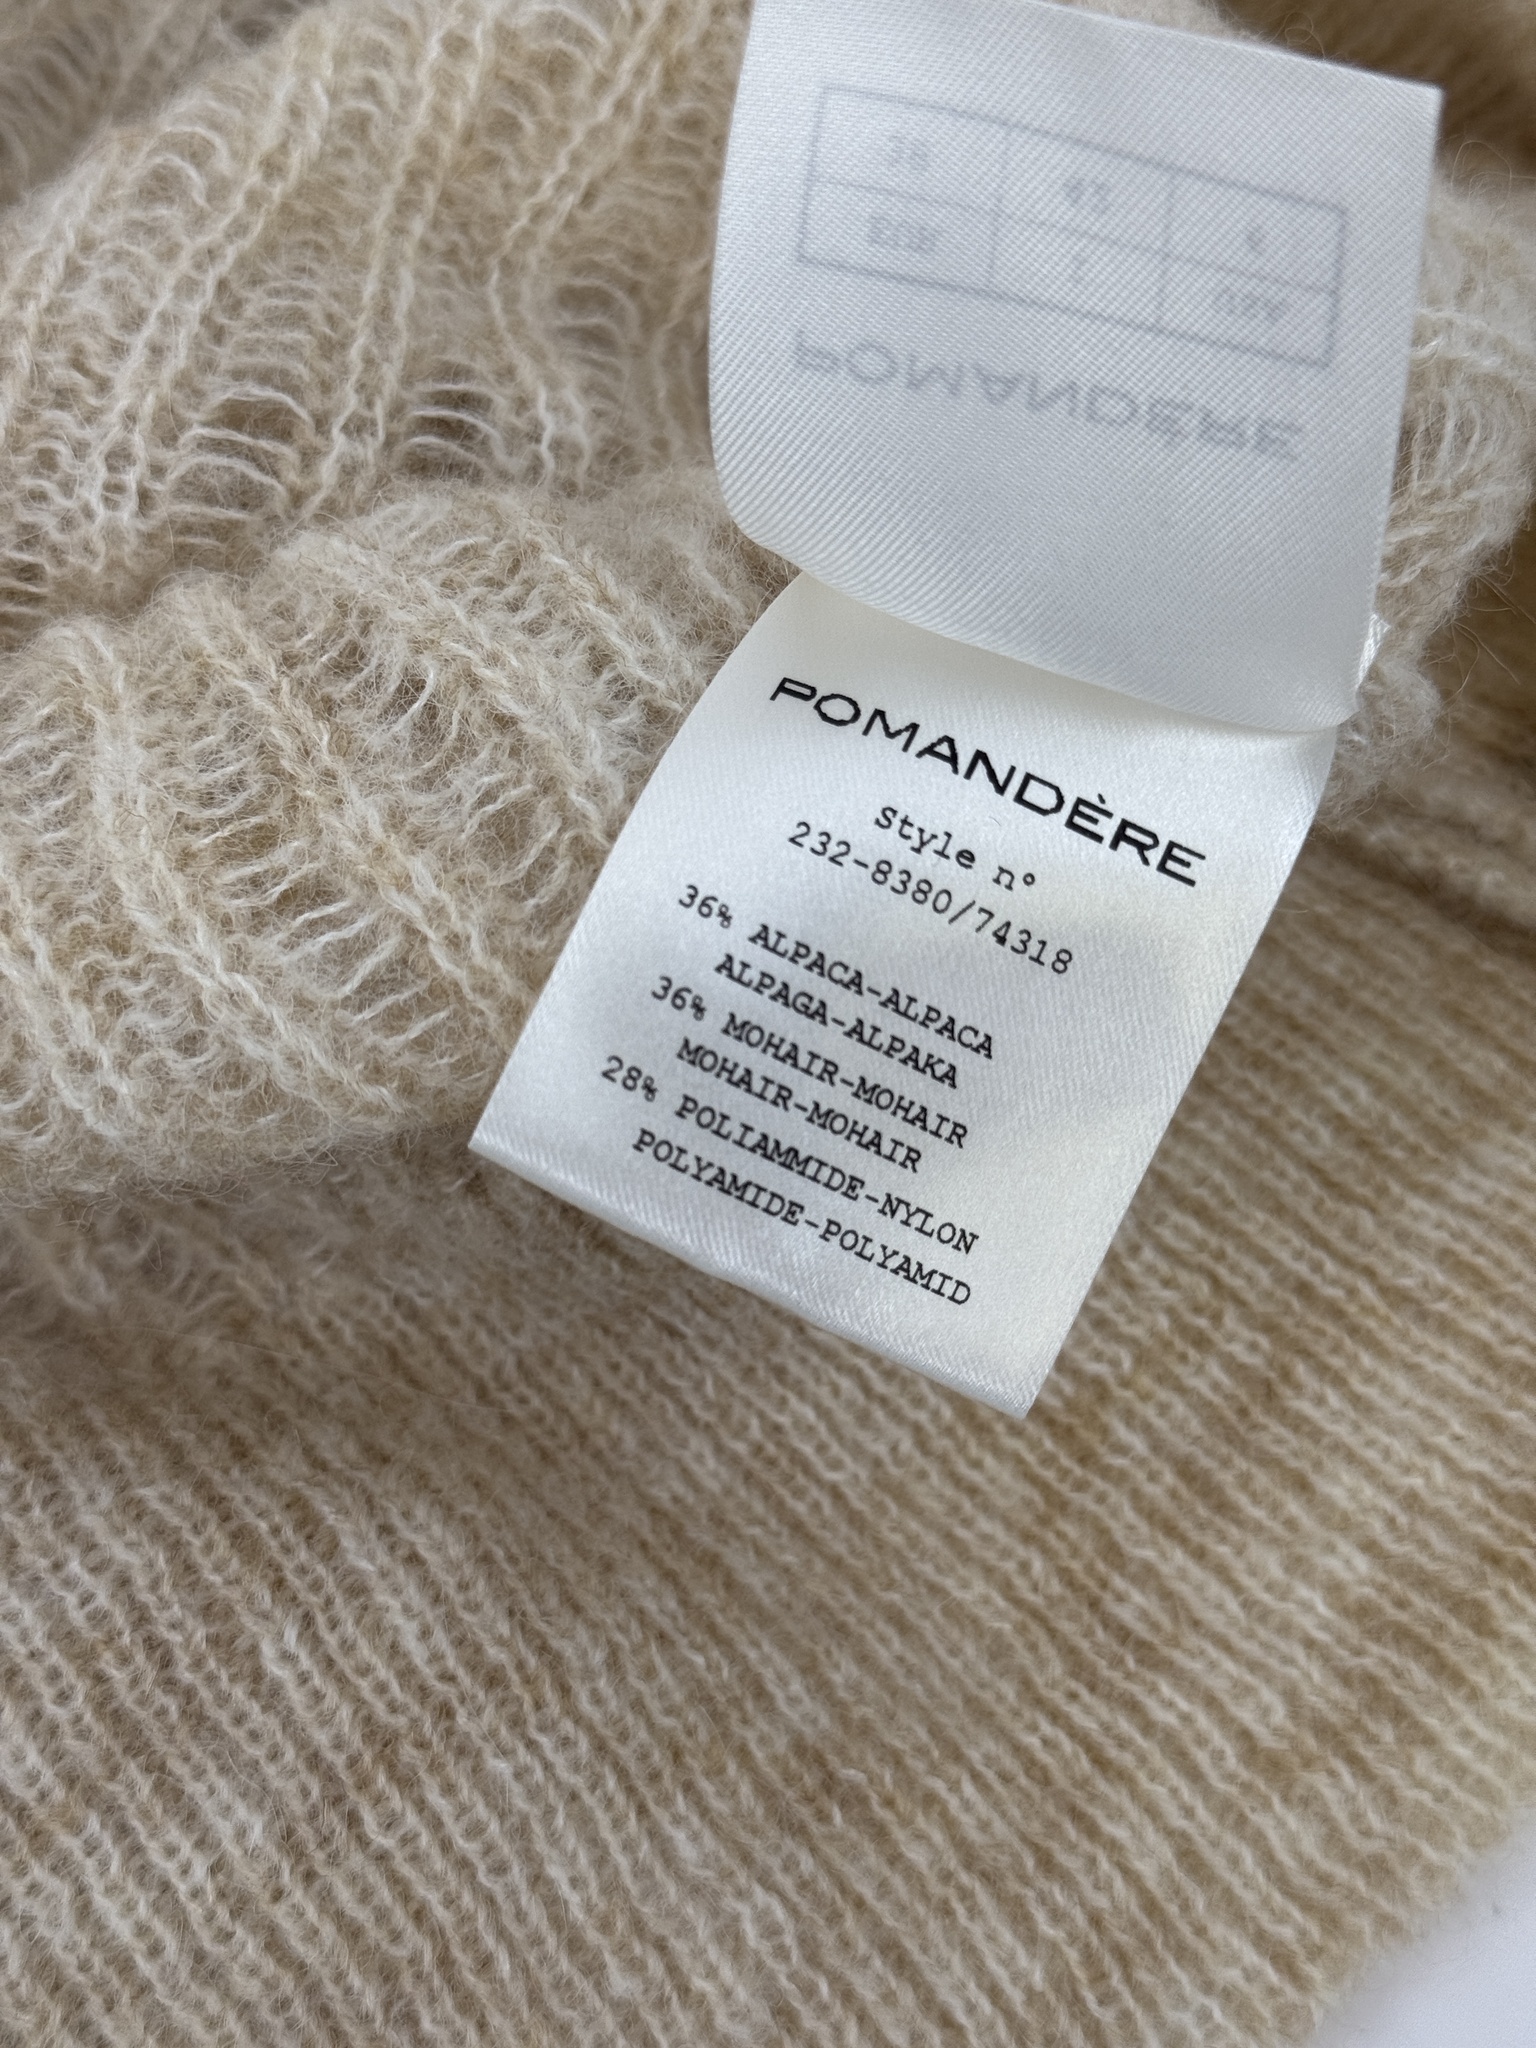 POMANDÈRE
POMANDÈRE
Style n°
232-8380/74318
36% ALPACA-ALPACA
ALPAGA-ALPAKA
36% MOHAIR-MOHAIR
MOHAIR-MOHAIR
28% POLIAMMIDE-NYLON
POLYAMIDE-POLYAMID